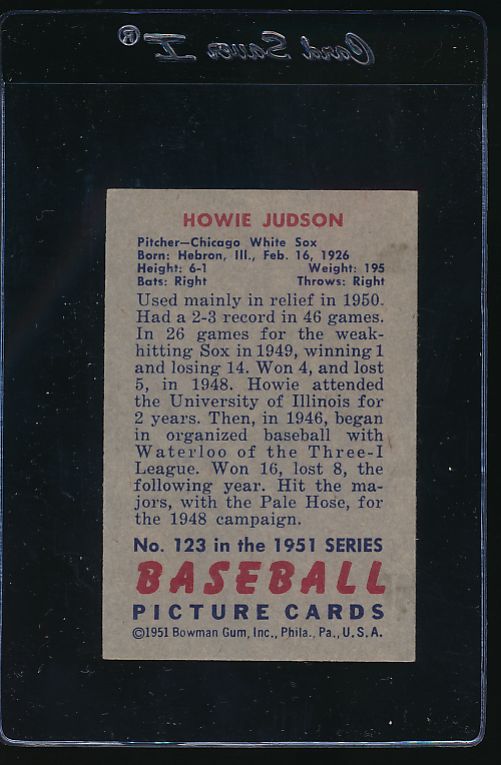 Card Saver I ®
HOWIE JUDSON
Pitcher—Chicago White Sox
Born: Hebron, Ill., Feb. 16, 1926
Height: 6-1 Weight: 195
Bats: Right Throws: Right
Used mainly in relief in 1950.
Had a 2-3 record in 46 games.
In 26 games for the weak-
hitting Sox in 1949, winning 1
and losing 14. Won 4, and lost
5, in 1948. Howie attended
the University of Illinois for
2 years. Then, in 1946, began
in organized baseball with
Waterloo of the Three-I
League. Won 16, lost 8, the
following year. Hit the ma-
jors, with the Pale Hose, for
the 1948 campaign.
No. 123 in the 1951 SERIES
BASEBALL
PICTURE CARDS
©1951 Bowman Gum, Inc., Phila., Pa., U.S.A.